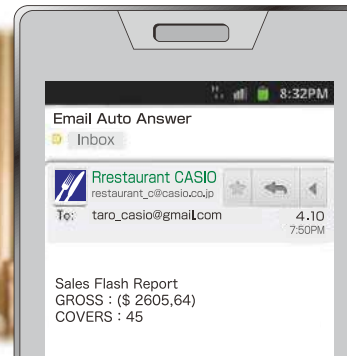 8:32PM
Email Auto Answer
Inbox
Rrestaurant CASIO
restaurant_c@casio.co.jp
To: taro_casio@gmail.com
4.10
7:50PM
Sales Flash Report
GROSS : ($ 2605,64)
COVERS : 45